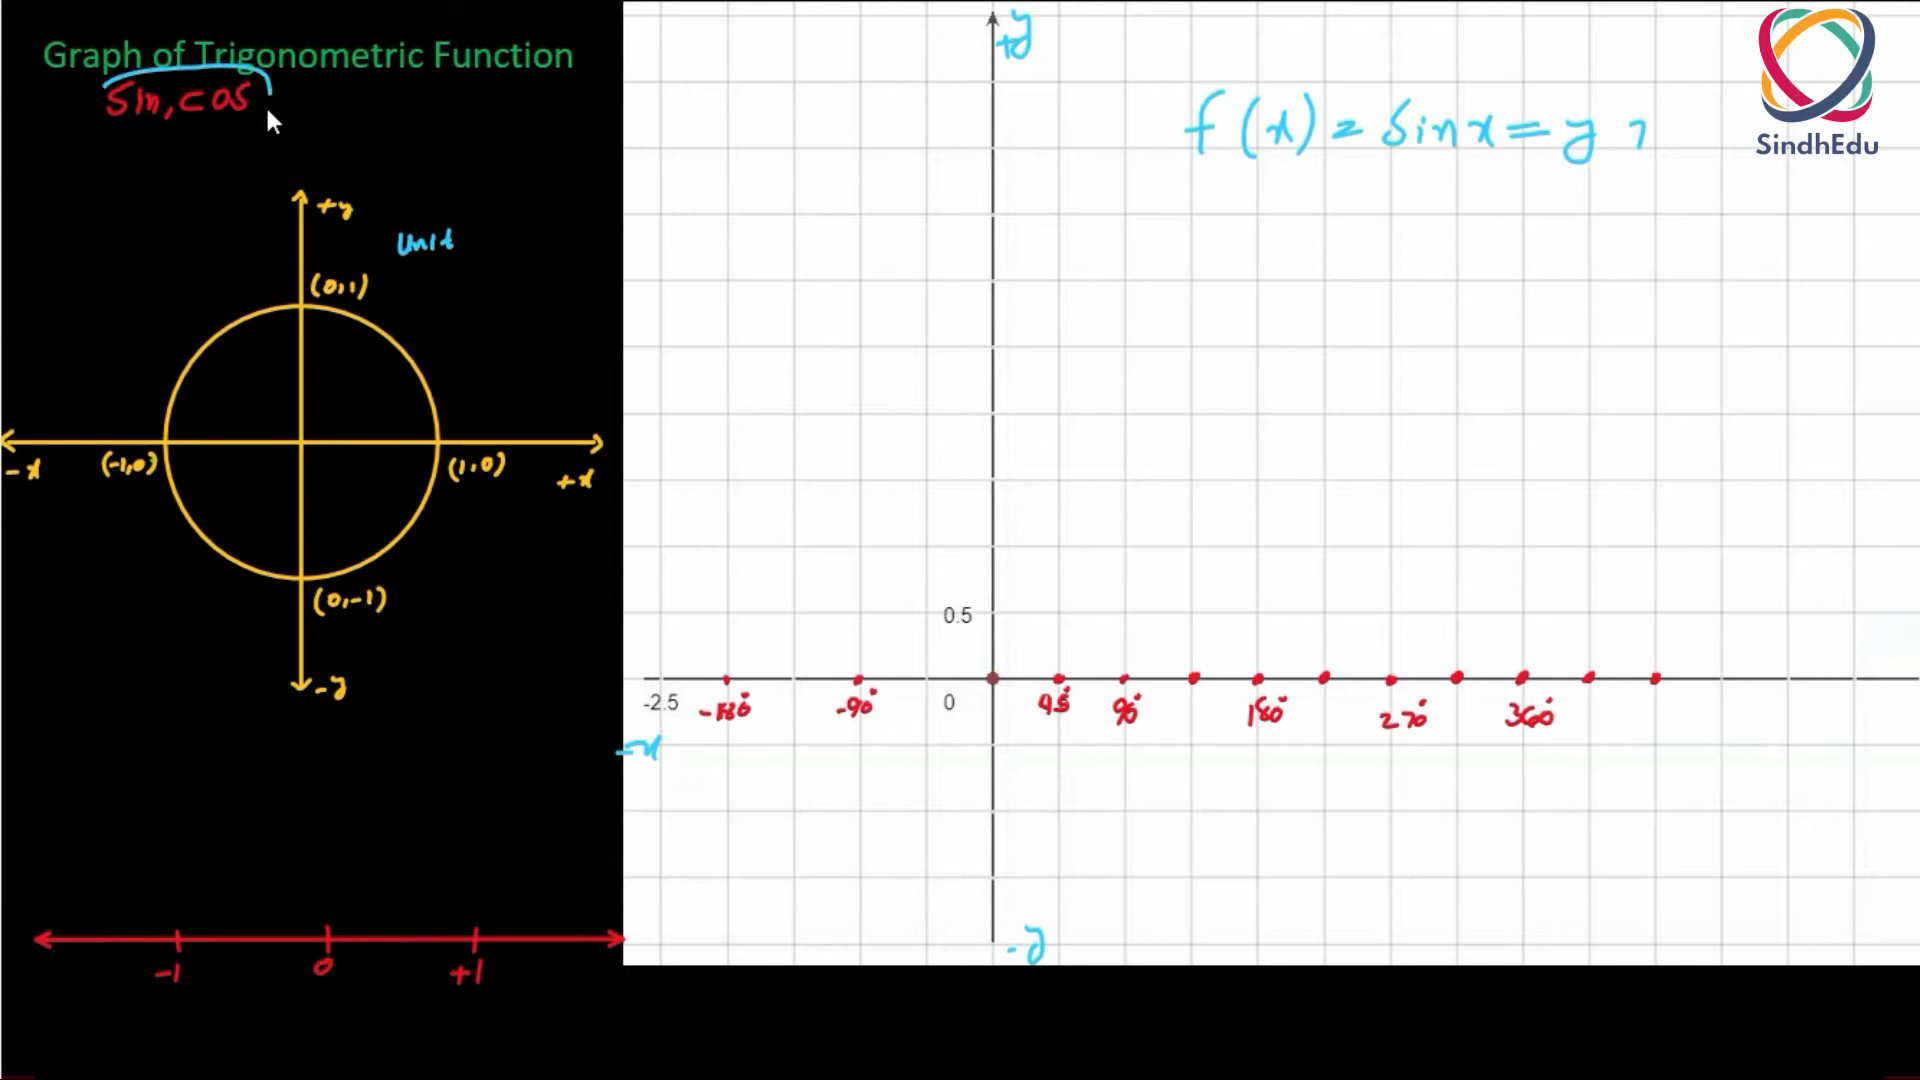 Graph of Trigonometric Function
Sin, cos
+y
Unit
(0,1)
-x
(-1,0)
(1,0)
+x
(0,-1)
-y
-1
0
+1
+y
f(x) = Sinx = y ,
SindhEdu
0.5
-2.5
-180°
-90°
0
45°
90°
180°
270°
360°
-x
-y